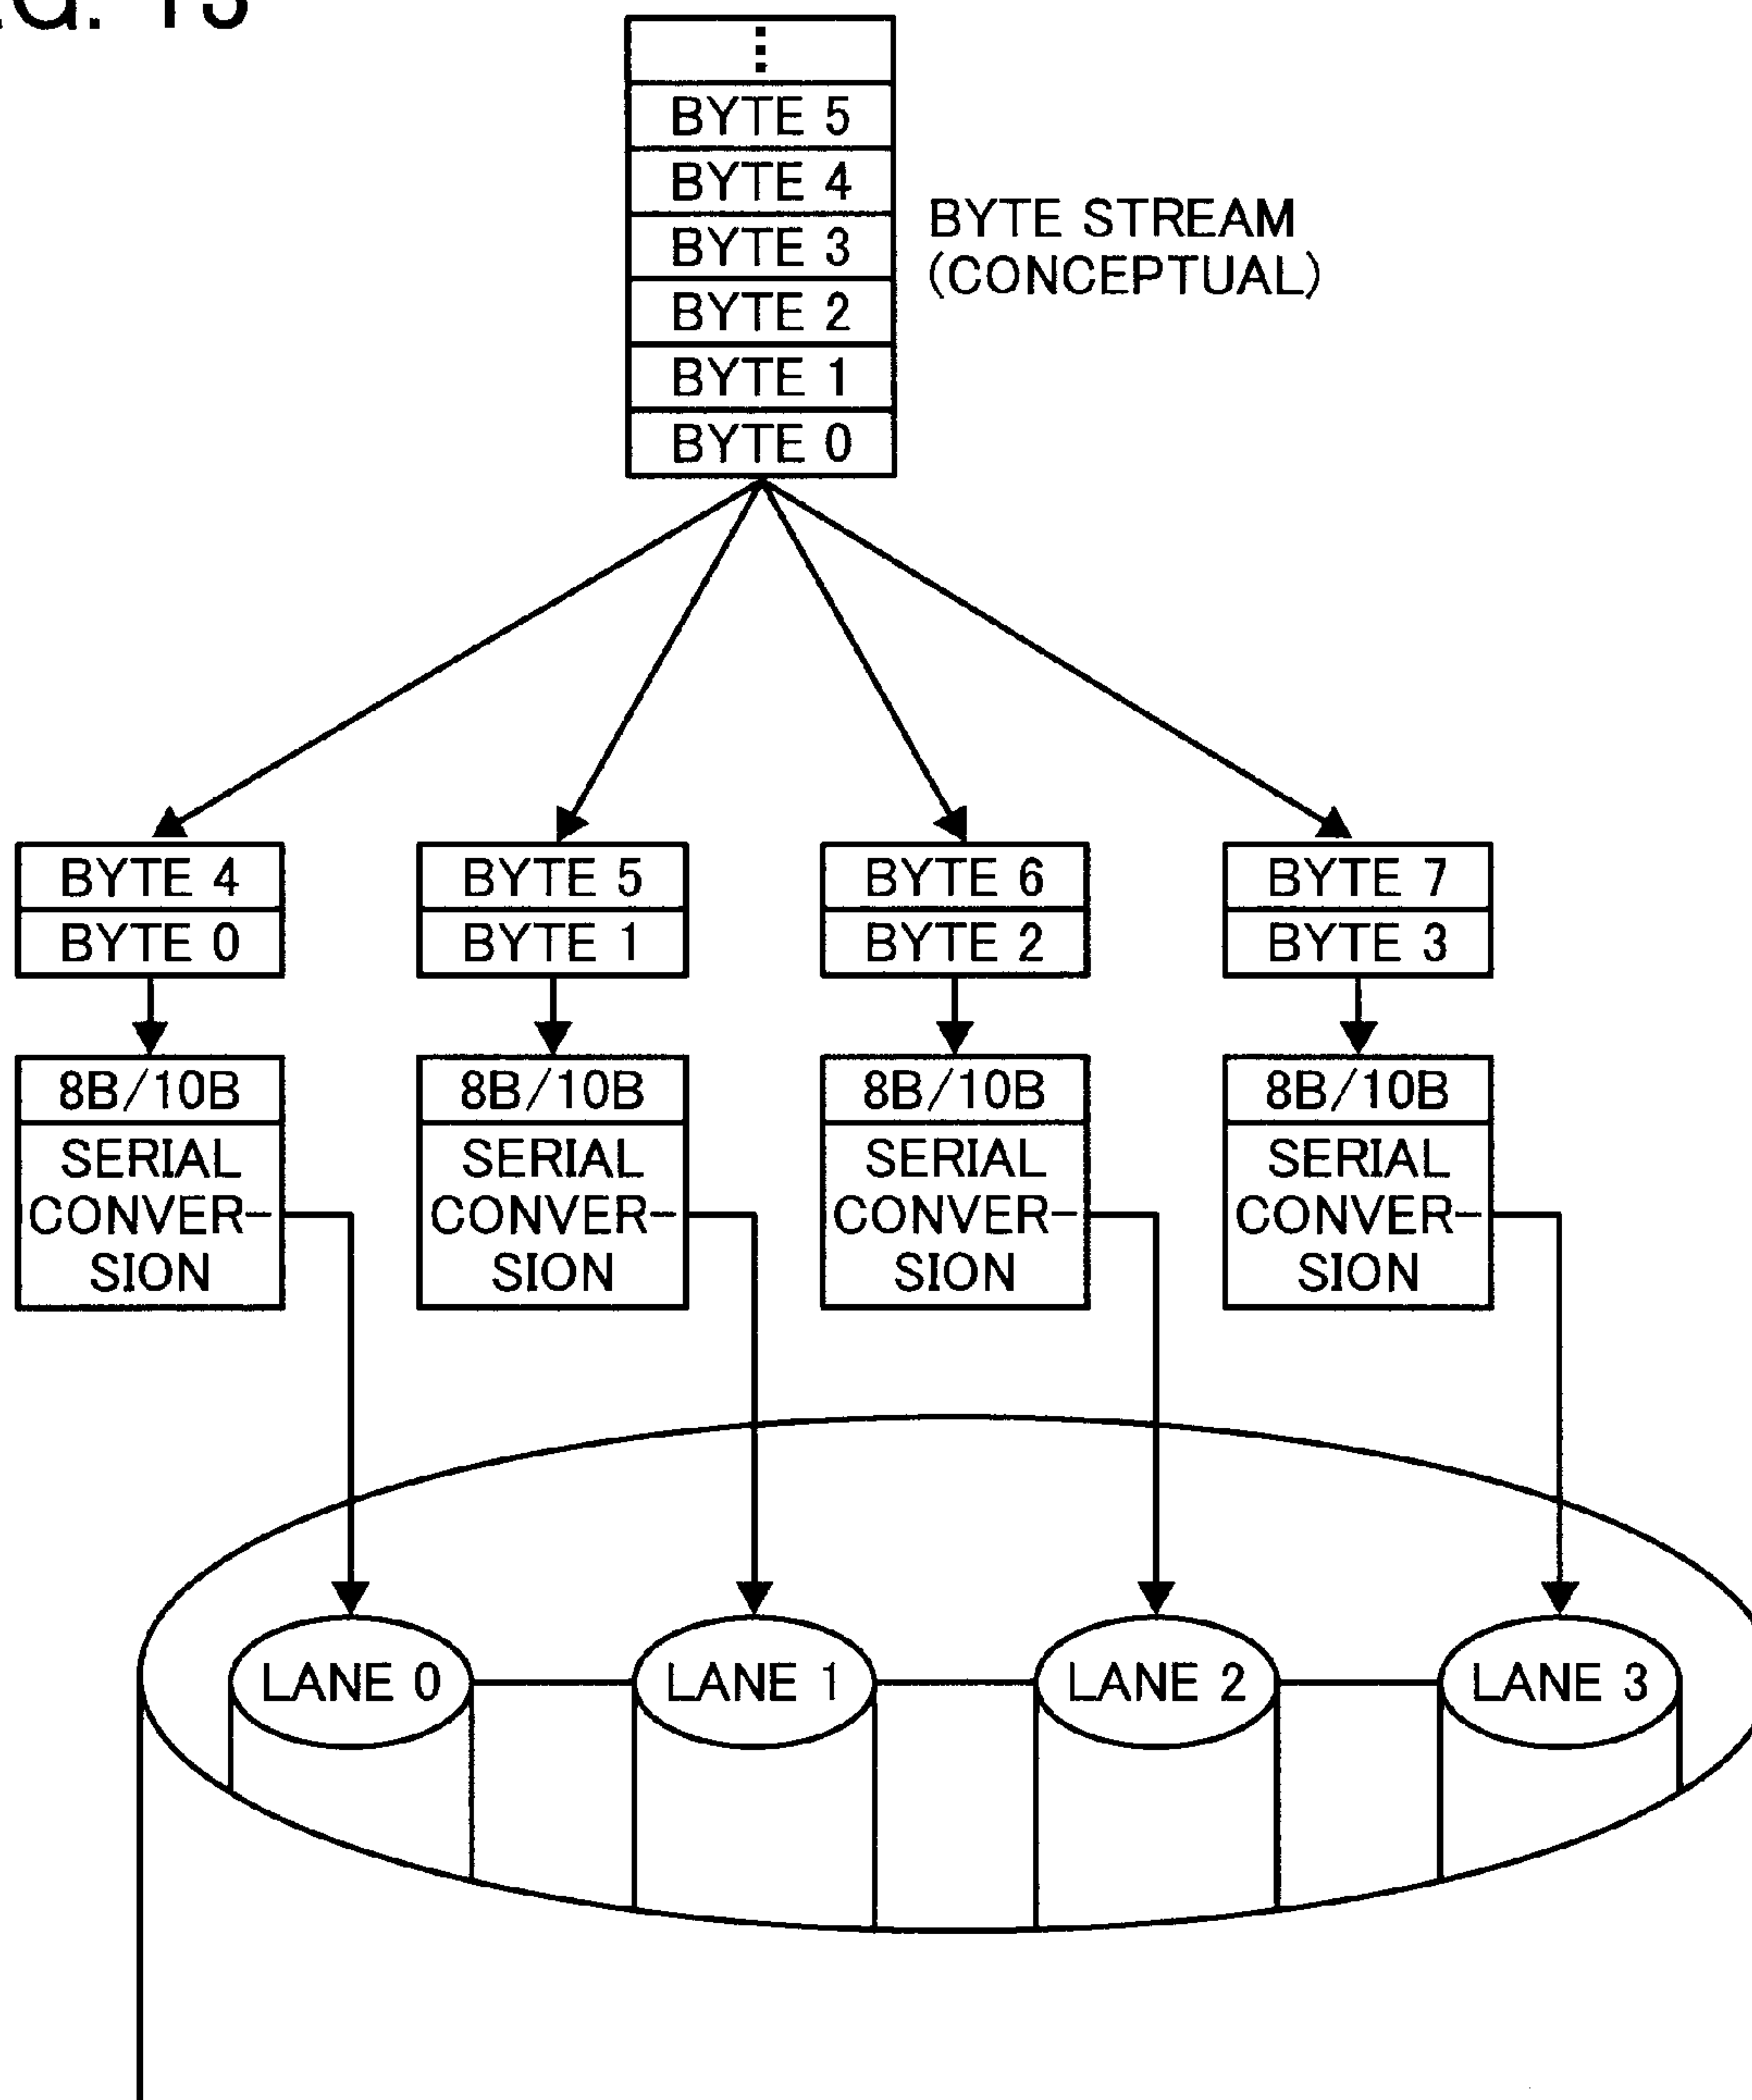 13
⋮
BYTE 5
BYTE 4
BYTE 3
BYTE 2
BYTE 1
BYTE 0
BYTE STREAM
(CONCEPTUAL)
BYTE 4
BYTE 0
BYTE 5
BYTE 1
BYTE 6
BYTE 2
BYTE 7
BYTE 3
8B/10B
SERIAL
CONVER-
SION
8B/10B
SERIAL
CONVER-
SION
8B/10B
SERIAL
CONVER-
SION
8B/10B
SERIAL
CONVER-
SION
LANE 0
LANE 1
LANE 2
LANE 3